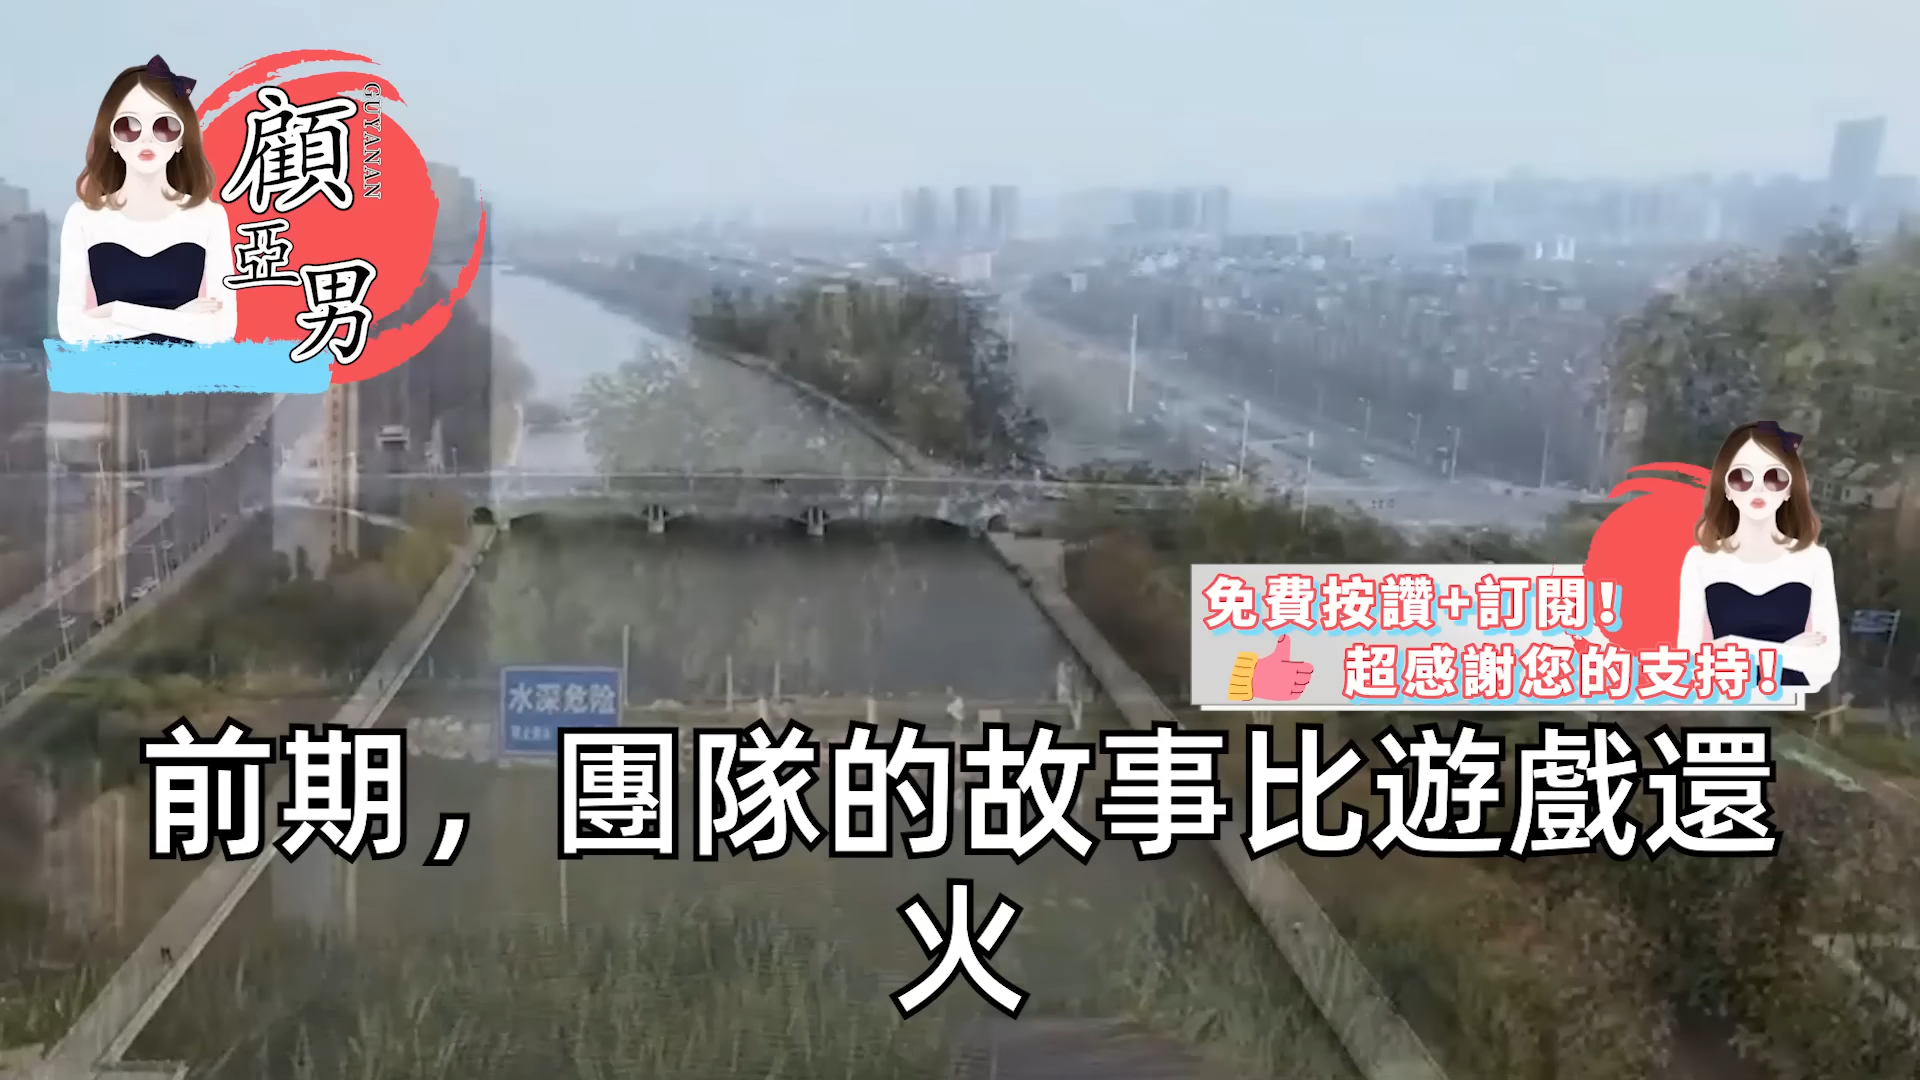 顧
亞
男
GUYANAN
免費按讚+訂閱！
超感謝您的支持！
水深危险
前期，團隊的故事比遊戲還
火